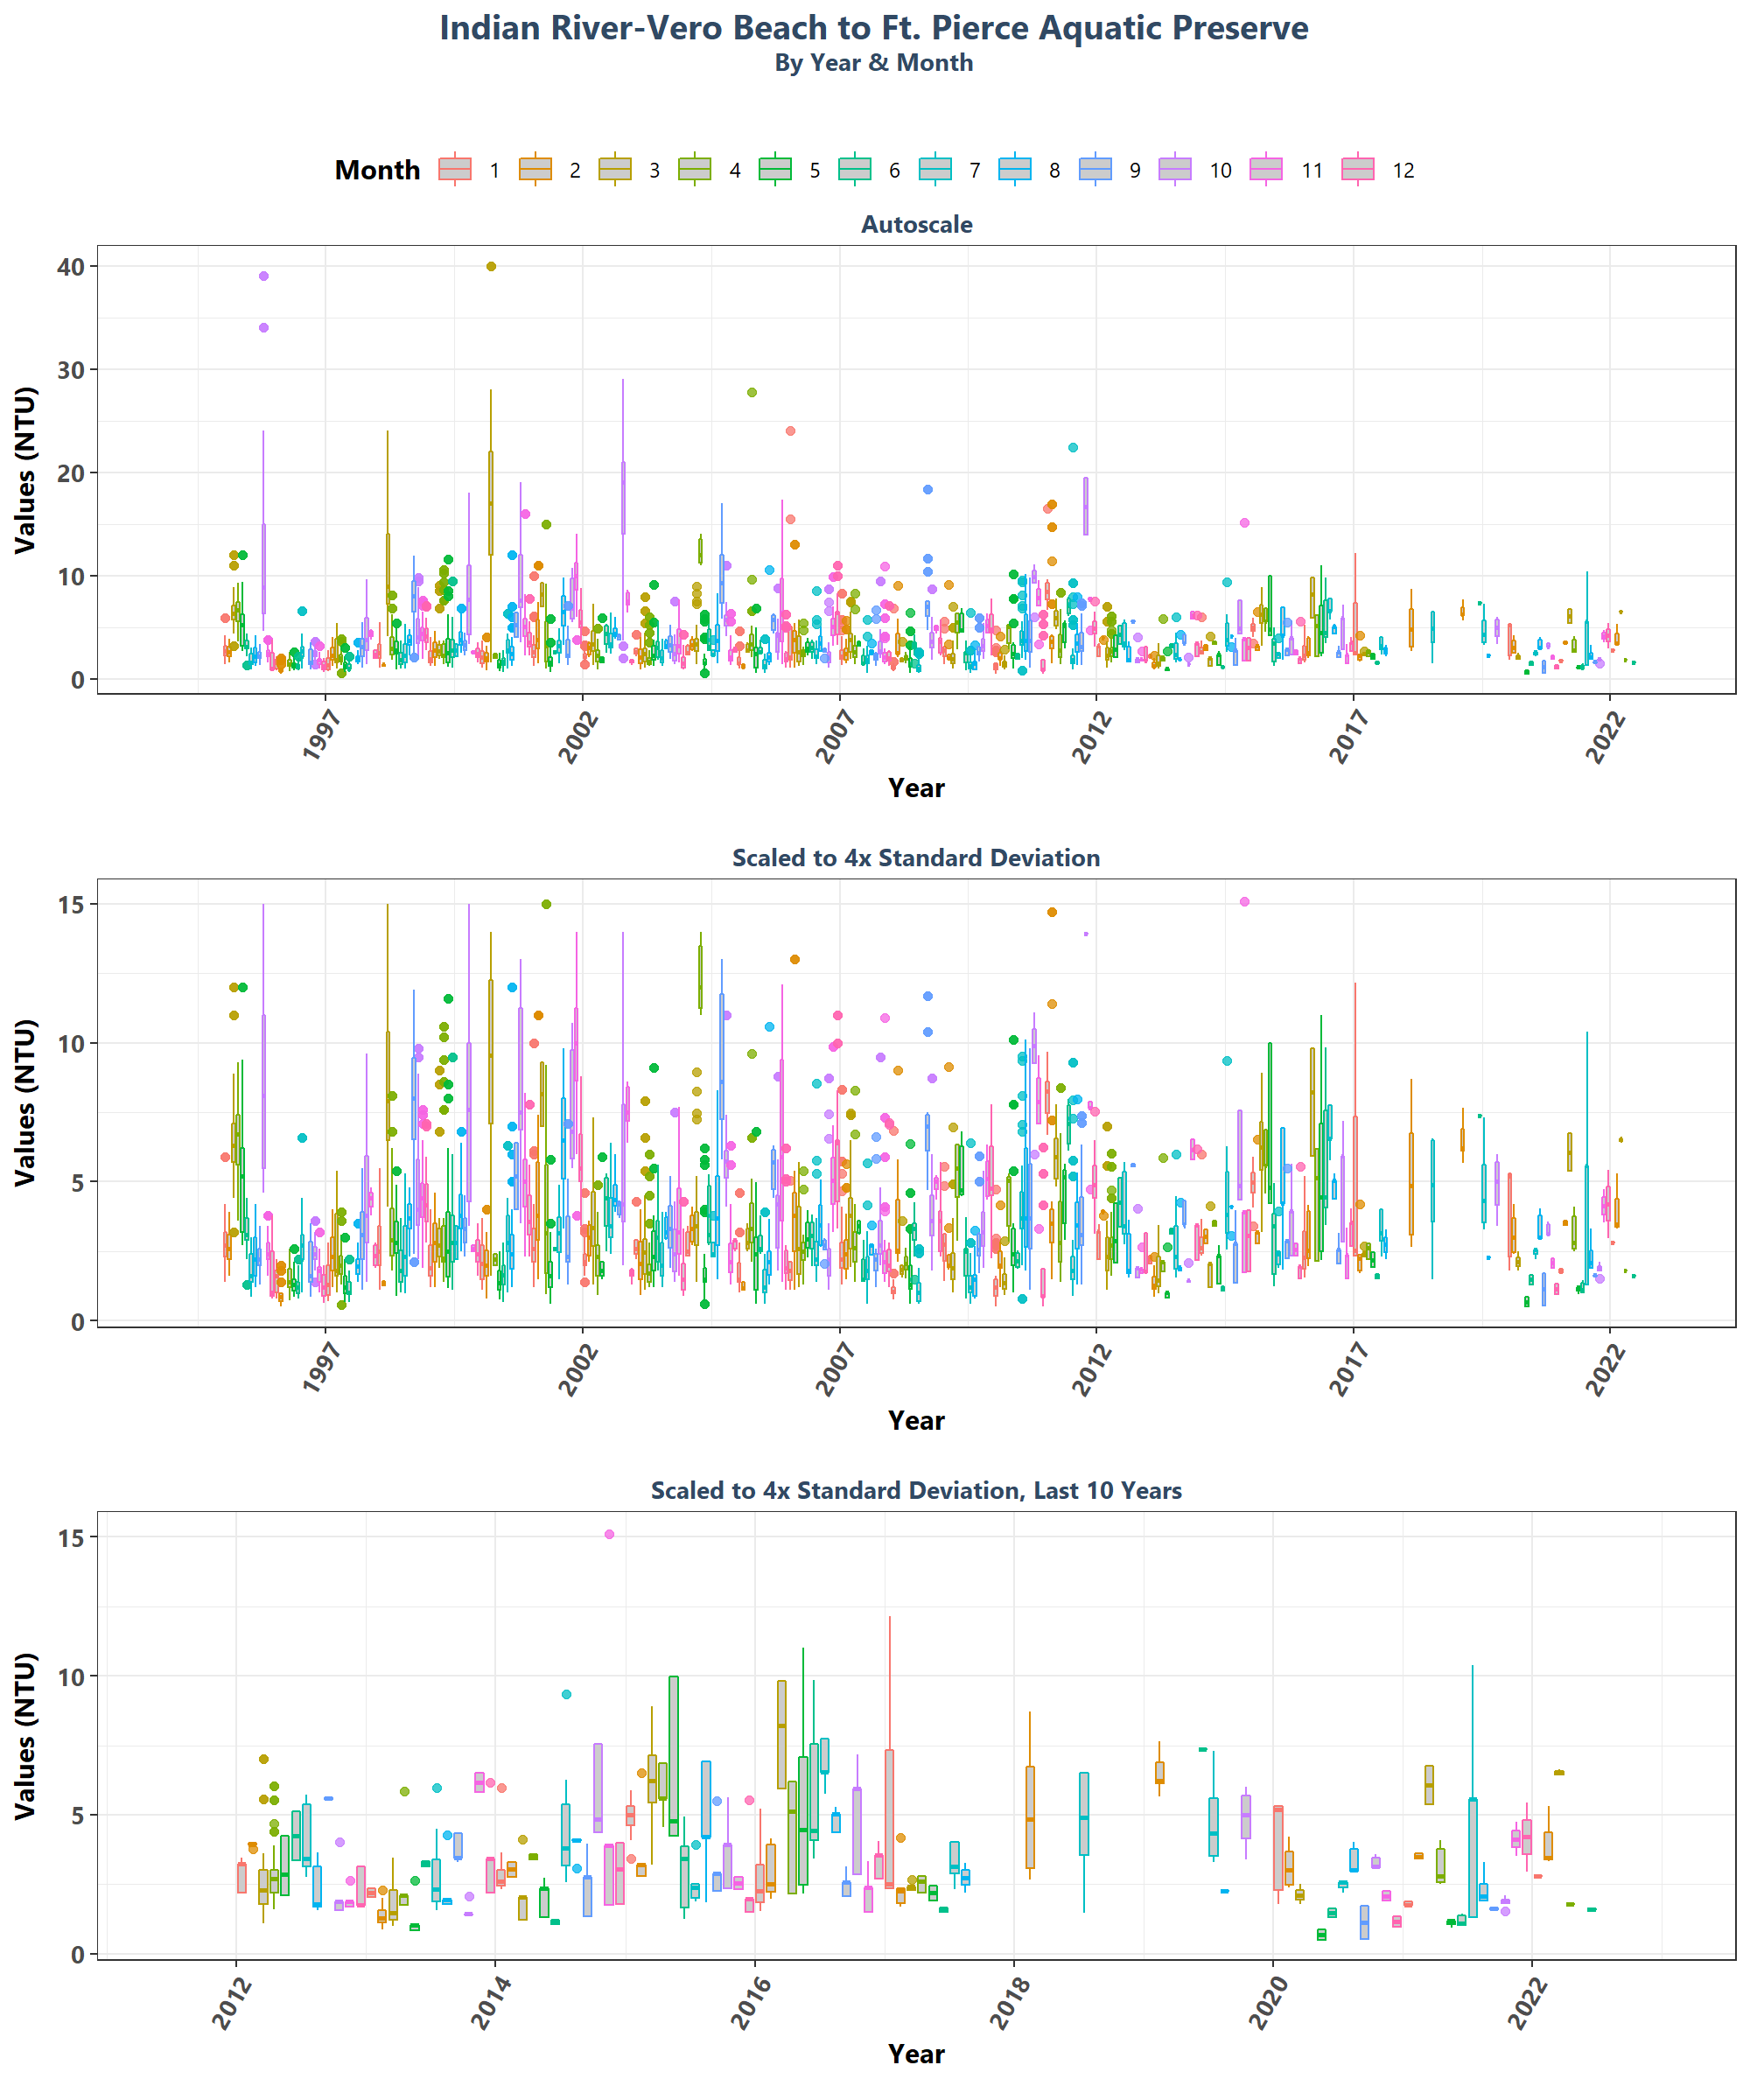 Indian River-Vero Beach to Ft. Pierce Aquatic Preserve
By Year & Month
Month 1 2 3 4 5 6 7 8 9 10 11 12
Autoscale
Values (NTU)
40
30
20
10
0
1997 2002 2007 2012 2017 2022
Year
Scaled to 4x Standard Deviation
Values (NTU)
15
10
5
0
1997 2002 2007 2012 2017 2022
Year
Scaled to 4x Standard Deviation, Last 10 Years
Values (NTU)
15
10
5
0
2012 2014 2016 2018 2020 2022
Year